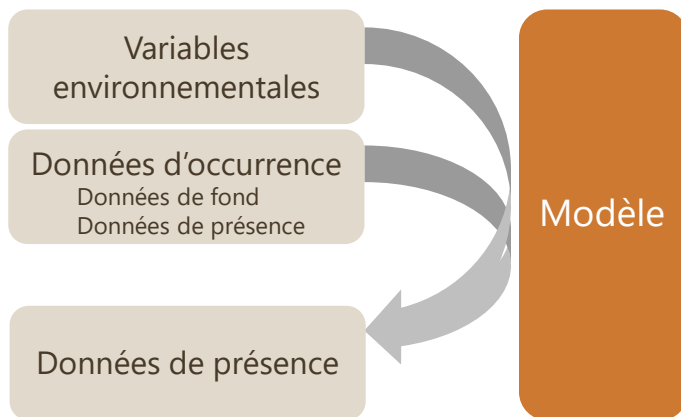 Variables
environnementales
Données d’occurrence
Données de fond
Données de présence
Modèle
Données de présence